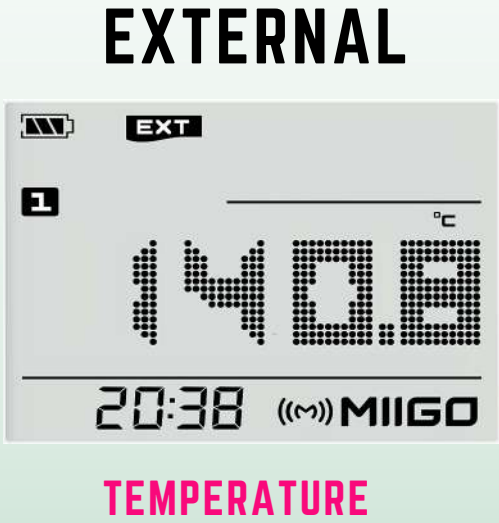 EXTERNAL
EXT
1
°C
140.8
20:38 ((M)) MIIGO
TEMPERATURE